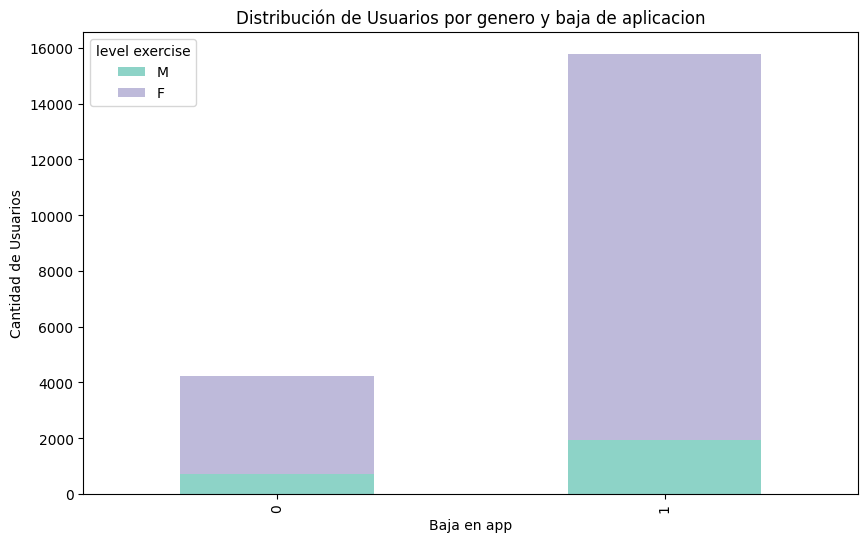 Distribución de Usuarios por genero y baja de aplicacion
level exercise
M
F
16000
14000
12000
10000
8000
6000
4000
2000
0
Cantidad de Usuarios
0
1
Baja en app